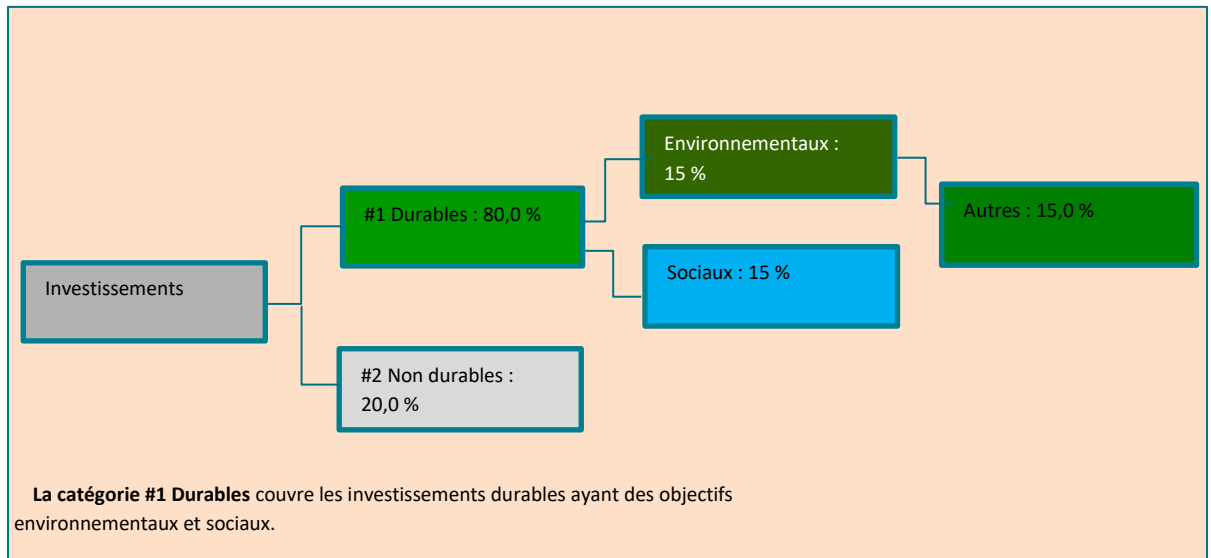 Environnementaux :
15 %
#1 Durables : 80,0 %
Autres : 15,0 %
Sociaux : 15 %
Investissements
#2 Non durables :
20,0 %
La catégorie #1 Durables couvre les investissements durables ayant des objectifs
environnementaux et sociaux.